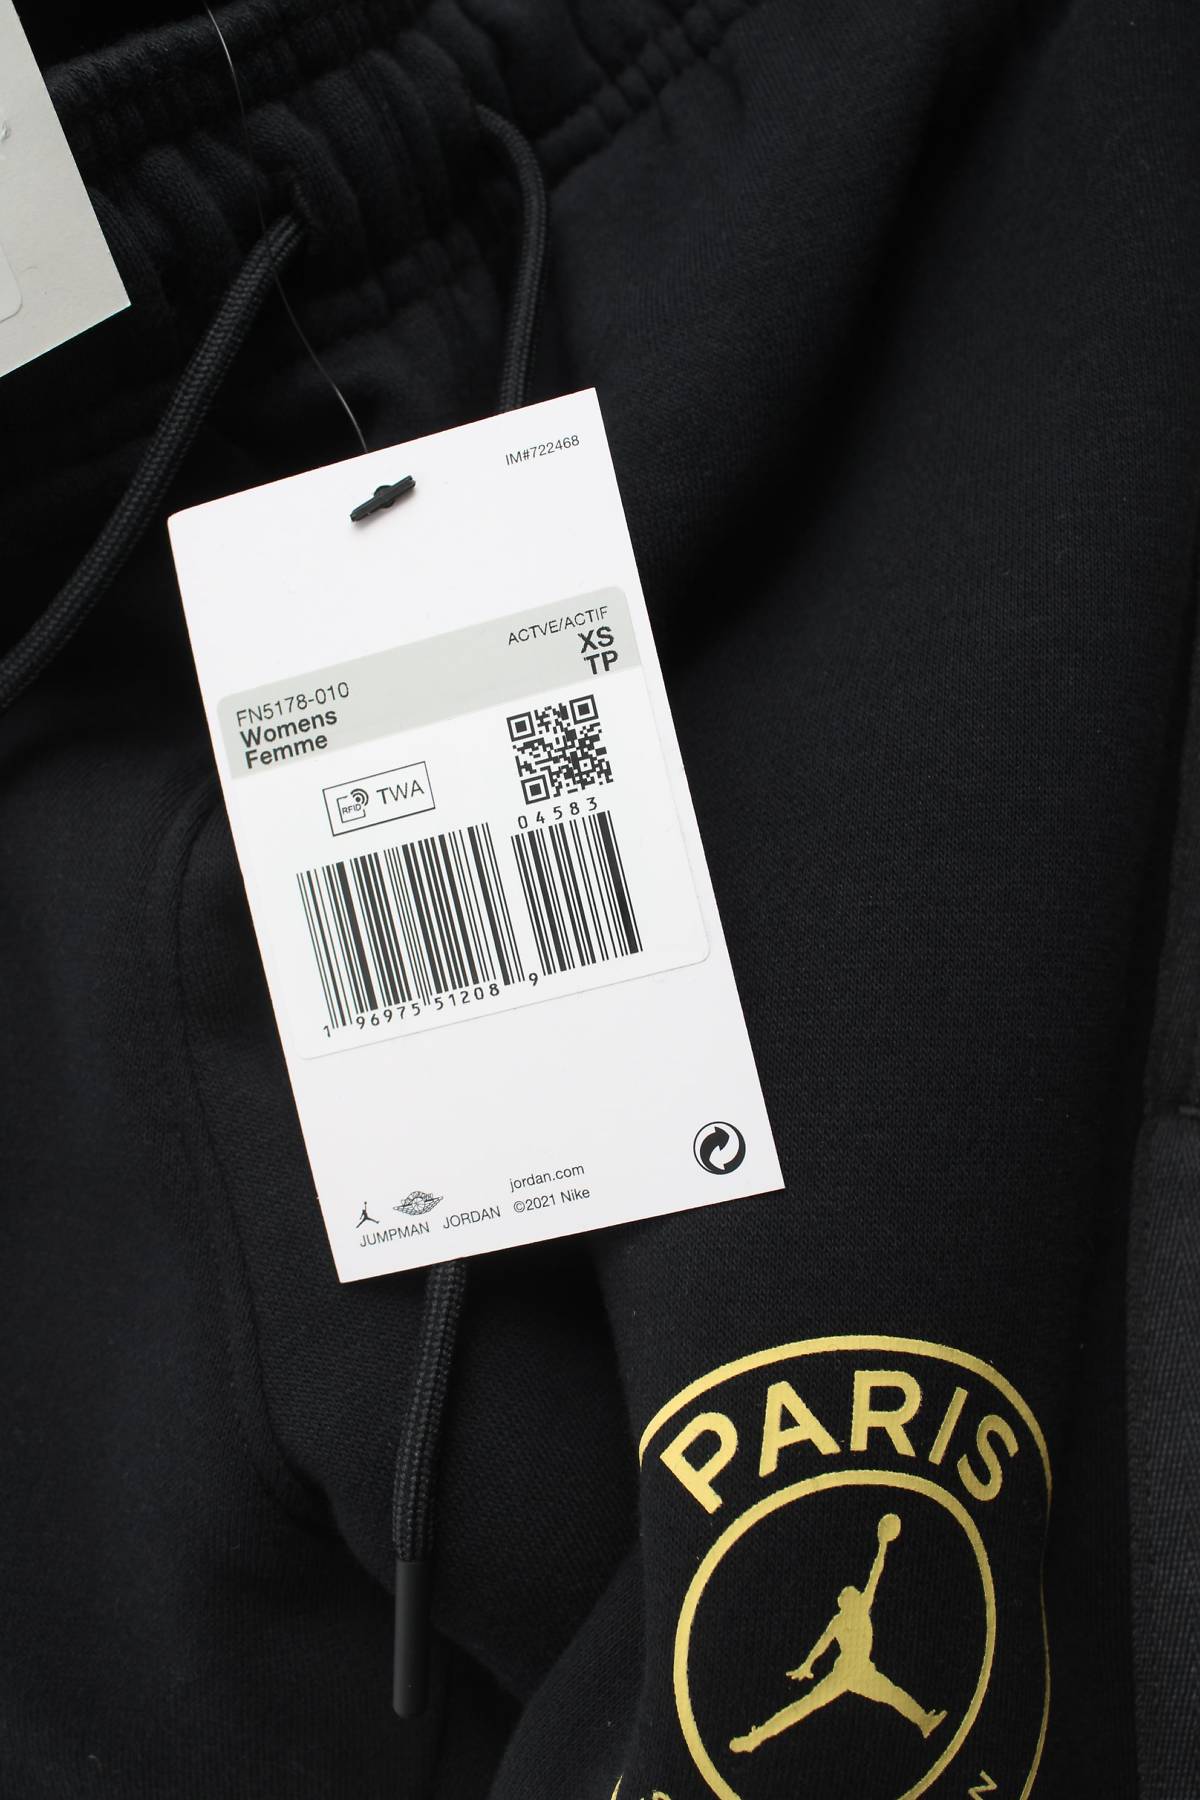 IM#722468
ACTVE/ACTIF
XS
TP
FN5178-010
Womens
Femme
RFID TWA
04583
1 96975 51208 9
jordan.com
©2021 Nike
JUMPMAN JORDAN
PARIS